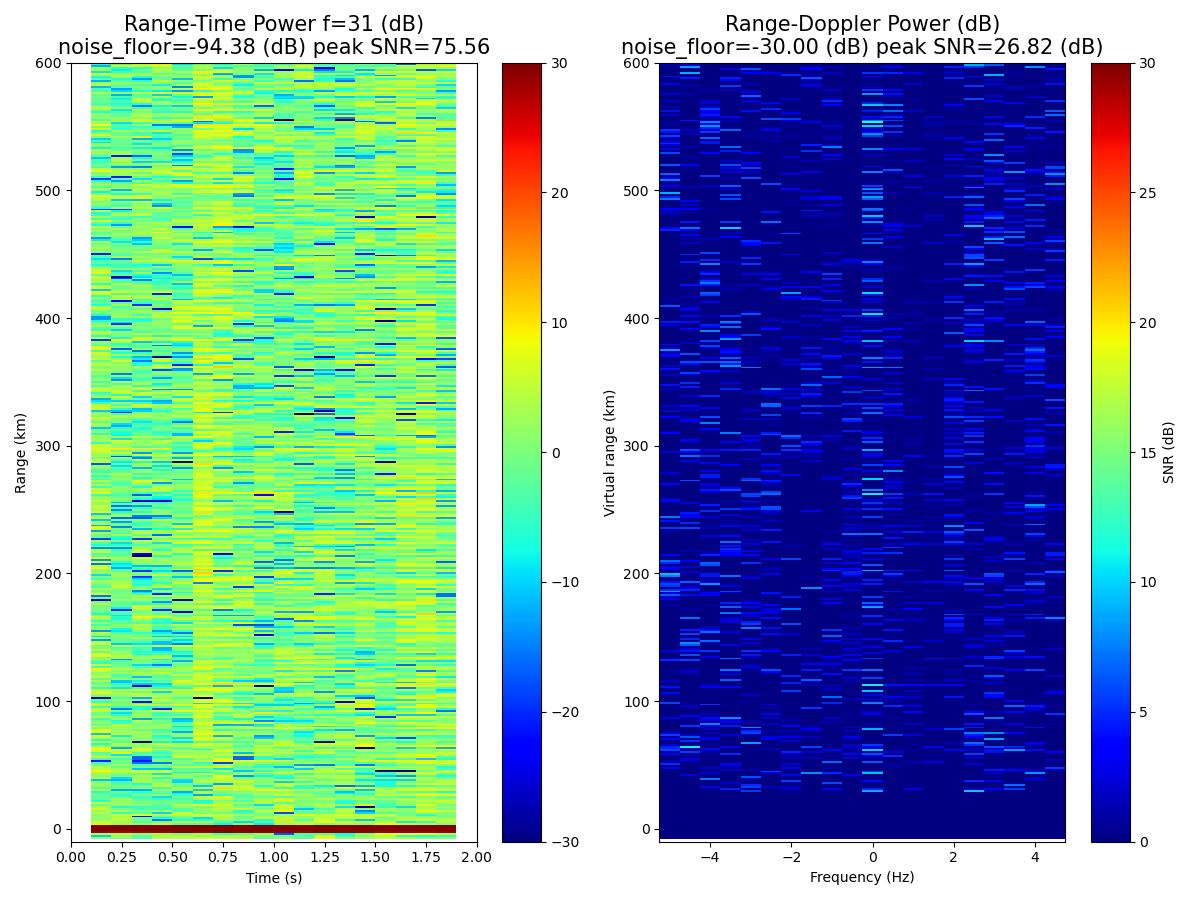 Range-Time Power f=31 (dB)
noise_floor=-94.38 (dB) peak SNR=75.56
Range-Doppler Power (dB)
noise_floor=-30.00 (dB) peak SNR=26.82 (dB)
600
500
400
300
200
100
0
Range (km)
0.00 0.25 0.50 0.75 1.00 1.25 1.50 1.75 2.00
Time (s)
30
20
10
0
−10
−20
−30
600
500
400
300
200
100
0
Virtual range (km)
−4 −2 0 2 4
Frequency (Hz)
30
25
20
15
10
5
0
SNR (dB)